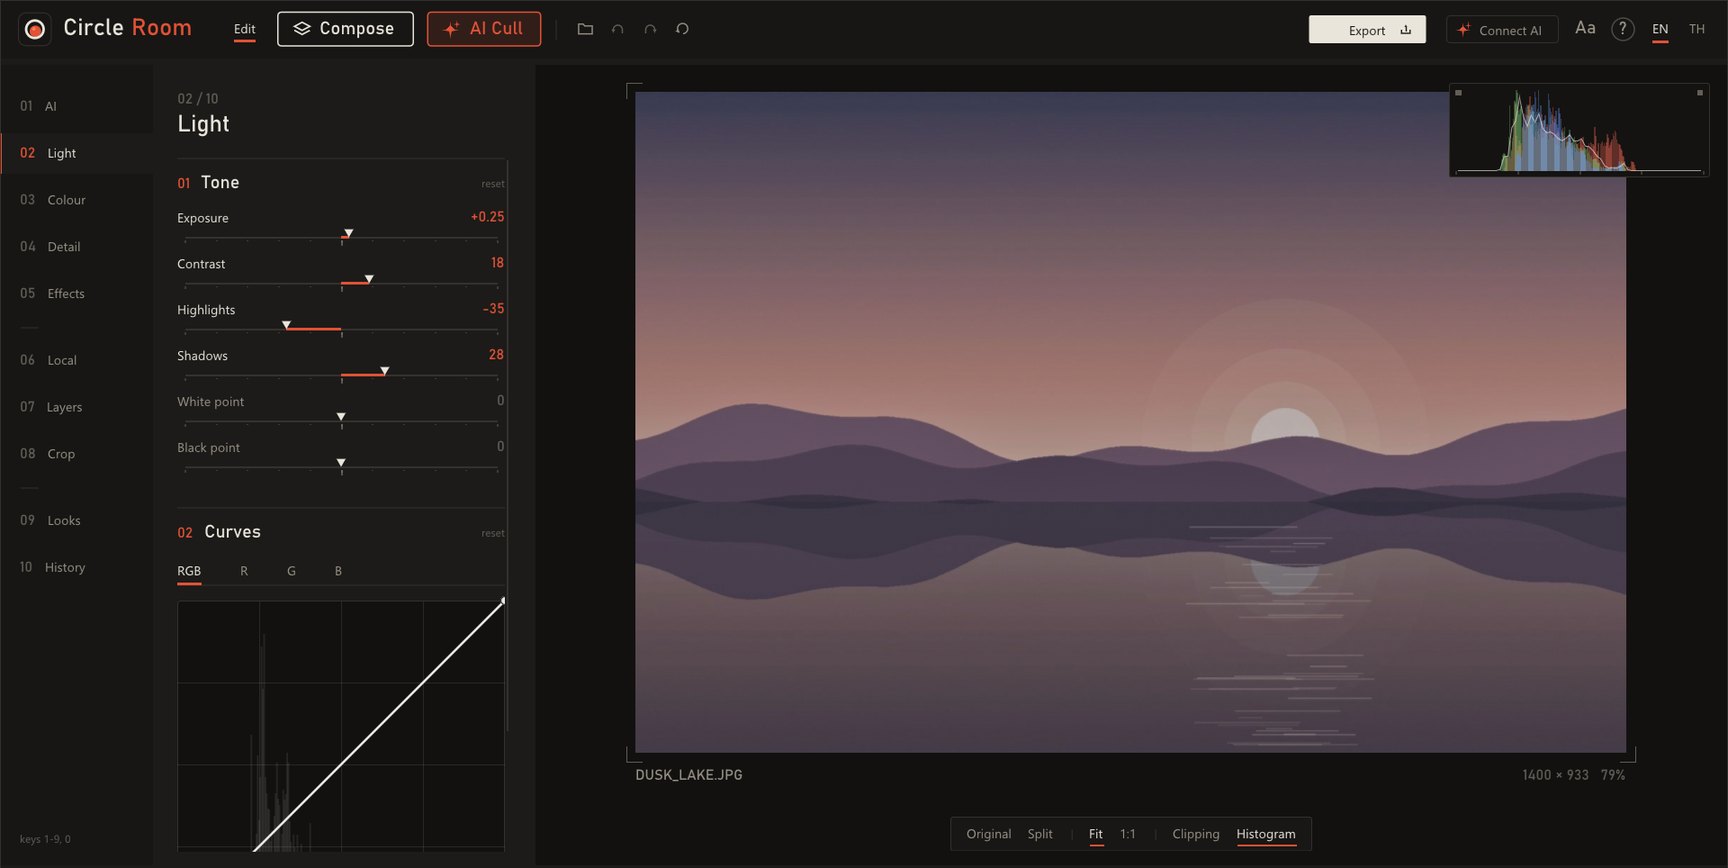 Circle Room
Edit
Compose
AI Cull
Export
Connect AI
Aa
?
EN
TH
01 AI
02 Light
03 Colour
04 Detail
05 Effects
06 Local
07 Layers
08 Crop
09 Looks
10 History
keys 1-9, 0
02 / 10
Light
01 Tone reset
Exposure +0.25
Contrast 18
Highlights -35
Shadows 28
White point 0
Black point 0
02 Curves reset
RGB R G B
DUSK_LAKE.JPG
1400 × 933 79%
Original Split Fit 1:1 Clipping Histogram